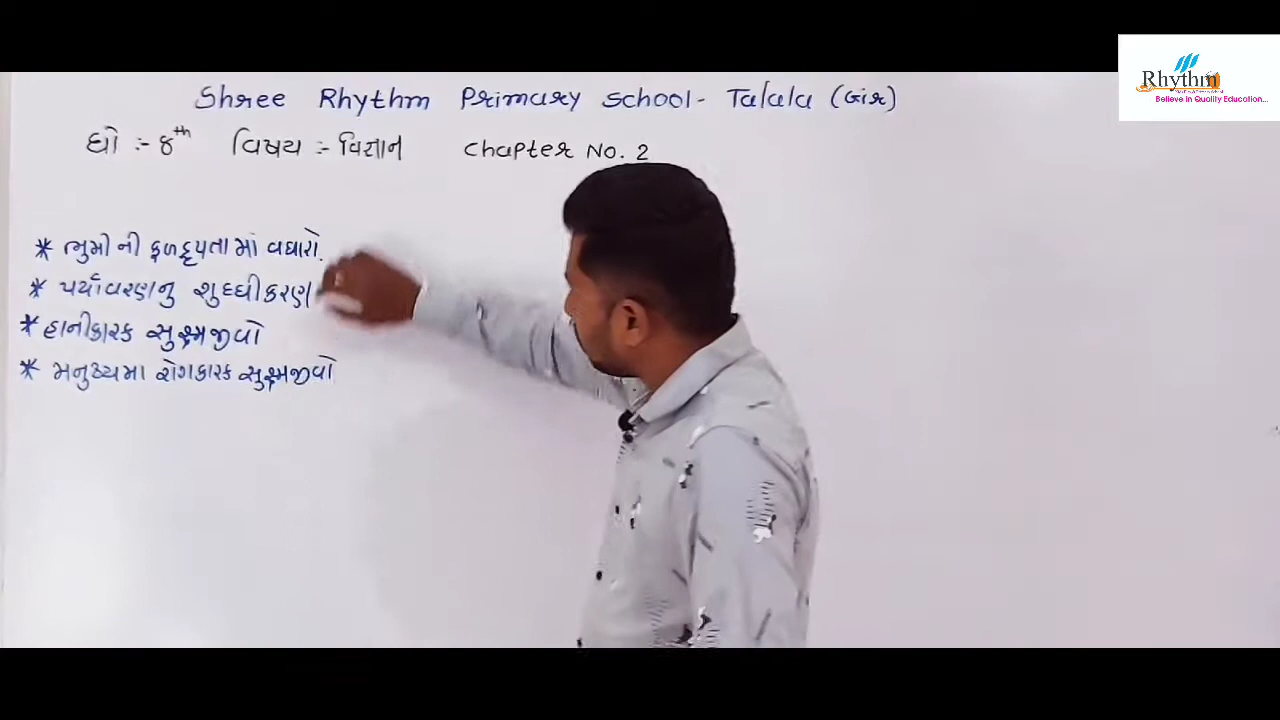 Shree Rhythm Primary School - Talala (Gir)
ધો :- ૪th વિષય :- વિજ્ઞાન Chapter No. 2
* ભુમી ની ફળદ્રુપતા માં વધારો.
* પર્યાવરણનુ શુધ્ધીકરણ
* હાનીકારક સુક્ષ્મજીવો
* મનુષ્યમા રોગકારક સુક્ષ્મજીવો
Rhythm
Believe in Quality Education...